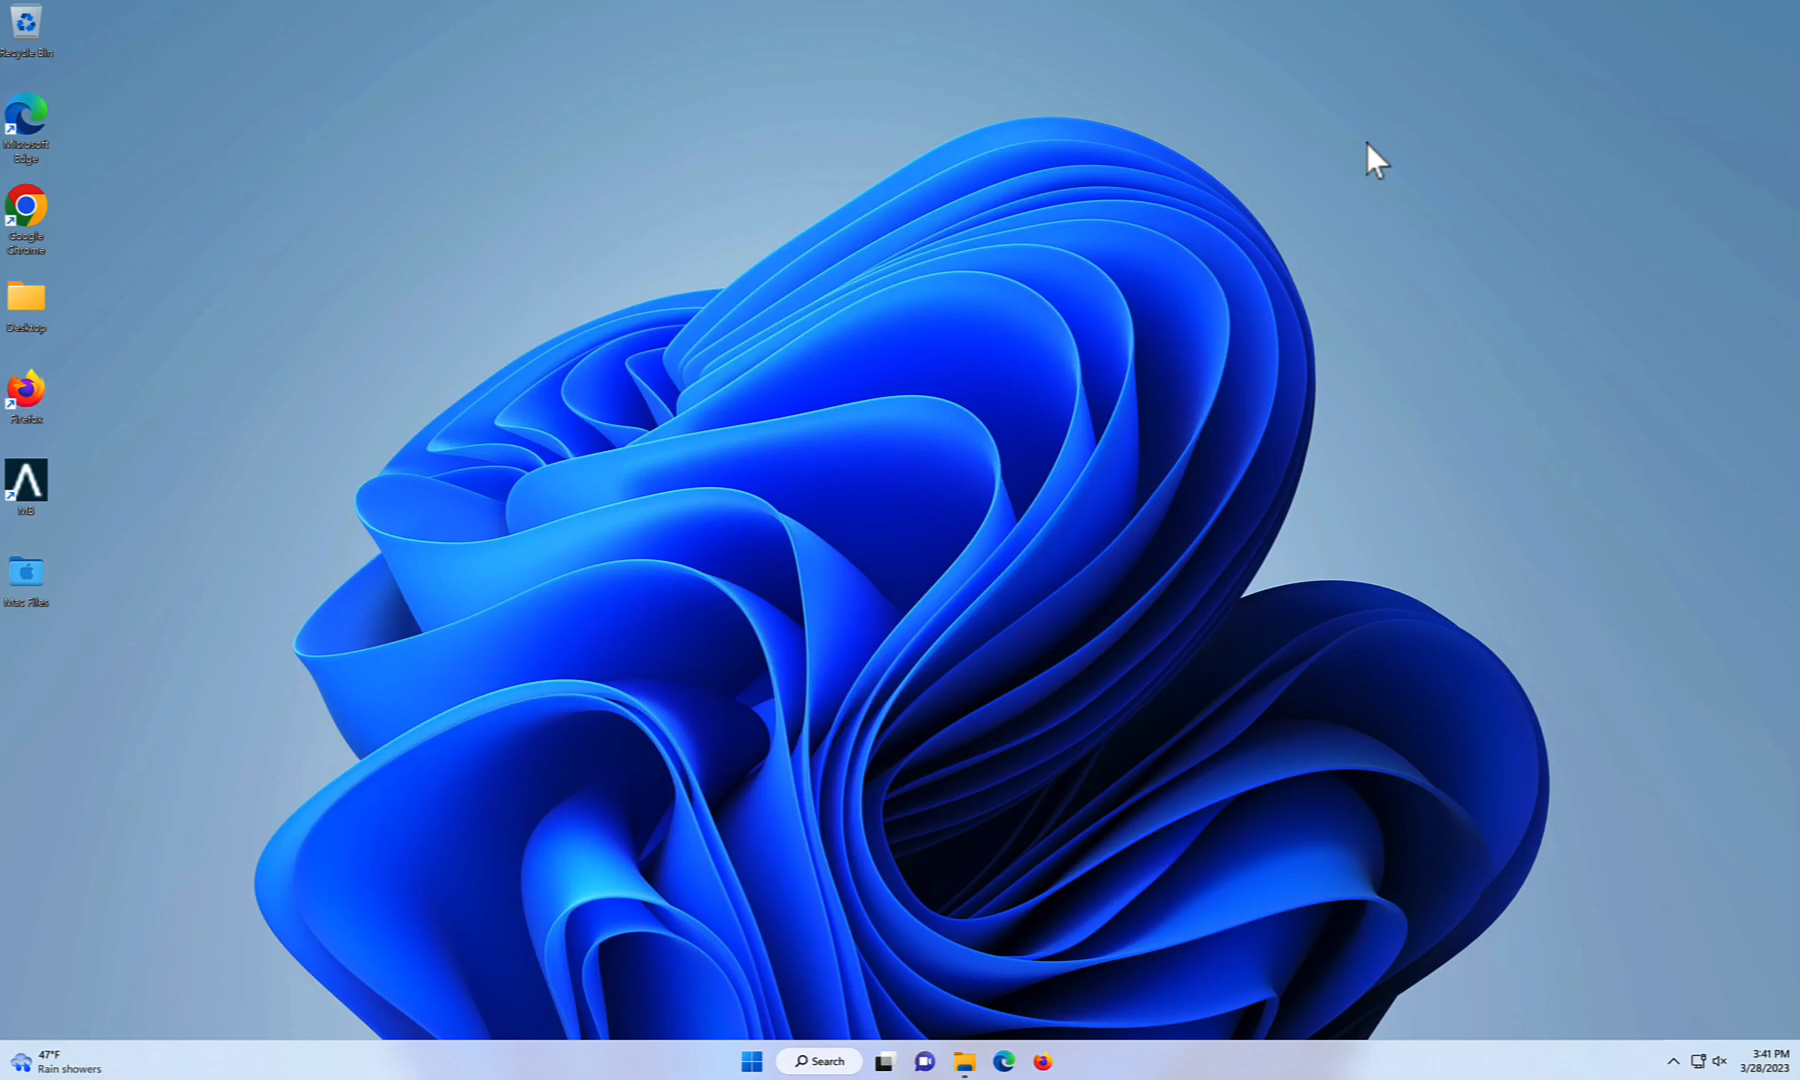 Recycle Bin
Microsoft
Edge
Google
Chrome
Desktop
Firefox
MB
Mac Files
47°F
Rain showers
Search
3:41 PM
3/28/2023